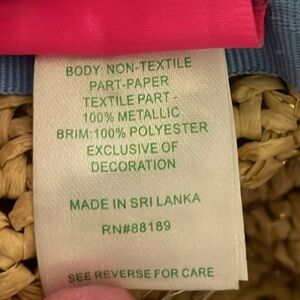 BODY: NON-TEXTILE
PART-PAPER
TEXTILE PART -
100% METALLIC
BRIM:100% POLYESTER
EXCLUSIVE OF
DECORATION
MADE IN SRI LANKA
RN#88189
SEE REVERSE FOR CARE